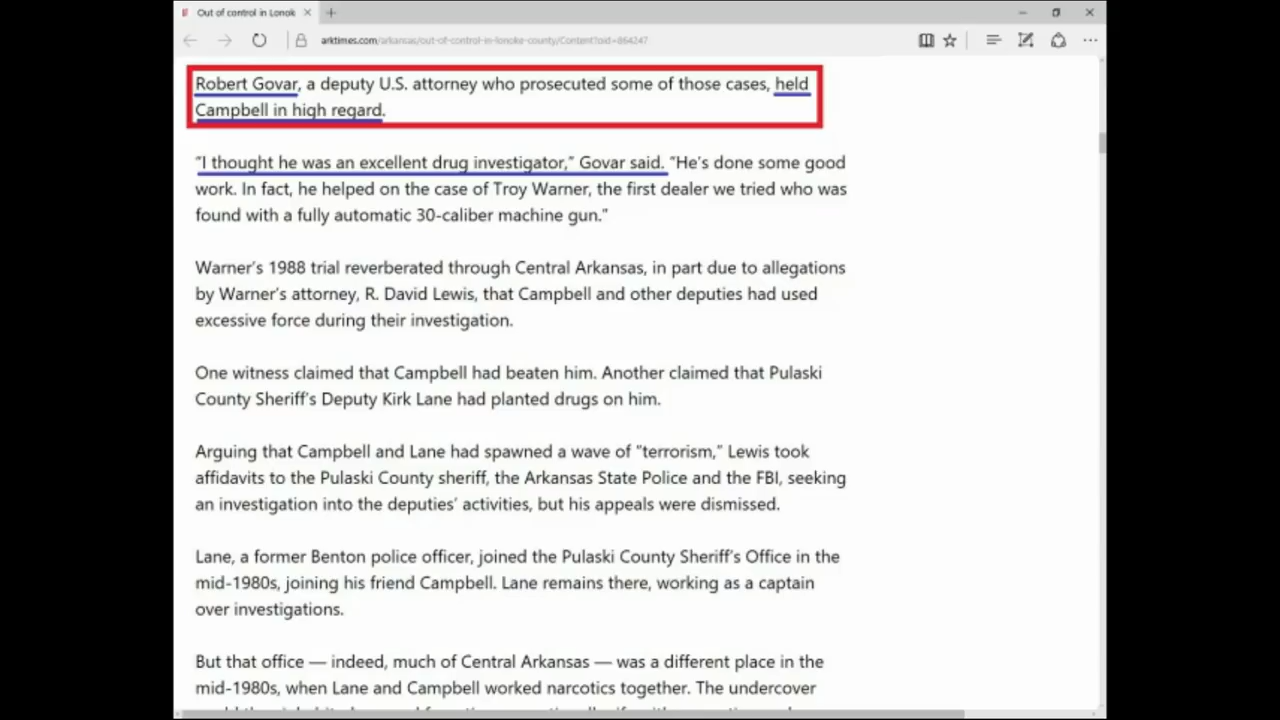 Out of control in Lonok
arktimes.com/arkansas/out-of-control-in-lonoke-county/Content?oid=864247
Robert Govar, a deputy U.S. attorney who prosecuted some of those cases, held
Campbell in high regard.
“I thought he was an excellent drug investigator,” Govar said. “He’s done some good
work. In fact, he helped on the case of Troy Warner, the first dealer we tried who was
found with a fully automatic 30-caliber machine gun.”
Warner’s 1988 trial reverberated through Central Arkansas, in part due to allegations
by Warner’s attorney, R. David Lewis, that Campbell and other deputies had used
excessive force during their investigation.
One witness claimed that Campbell had beaten him. Another claimed that Pulaski
County Sheriff’s Deputy Kirk Lane had planted drugs on him.
Arguing that Campbell and Lane had spawned a wave of “terrorism,” Lewis took
affidavits to the Pulaski County sheriff, the Arkansas State Police and the FBI, seeking
an investigation into the deputies’ activities, but his appeals were dismissed.
Lane, a former Benton police officer, joined the Pulaski County Sheriff’s Office in the
mid-1980s, joining his friend Campbell. Lane remains there, working as a captain
over investigations.
But that office — indeed, much of Central Arkansas — was a different place in the
mid-1980s, when Lane and Campbell worked narcotics together. The undercover